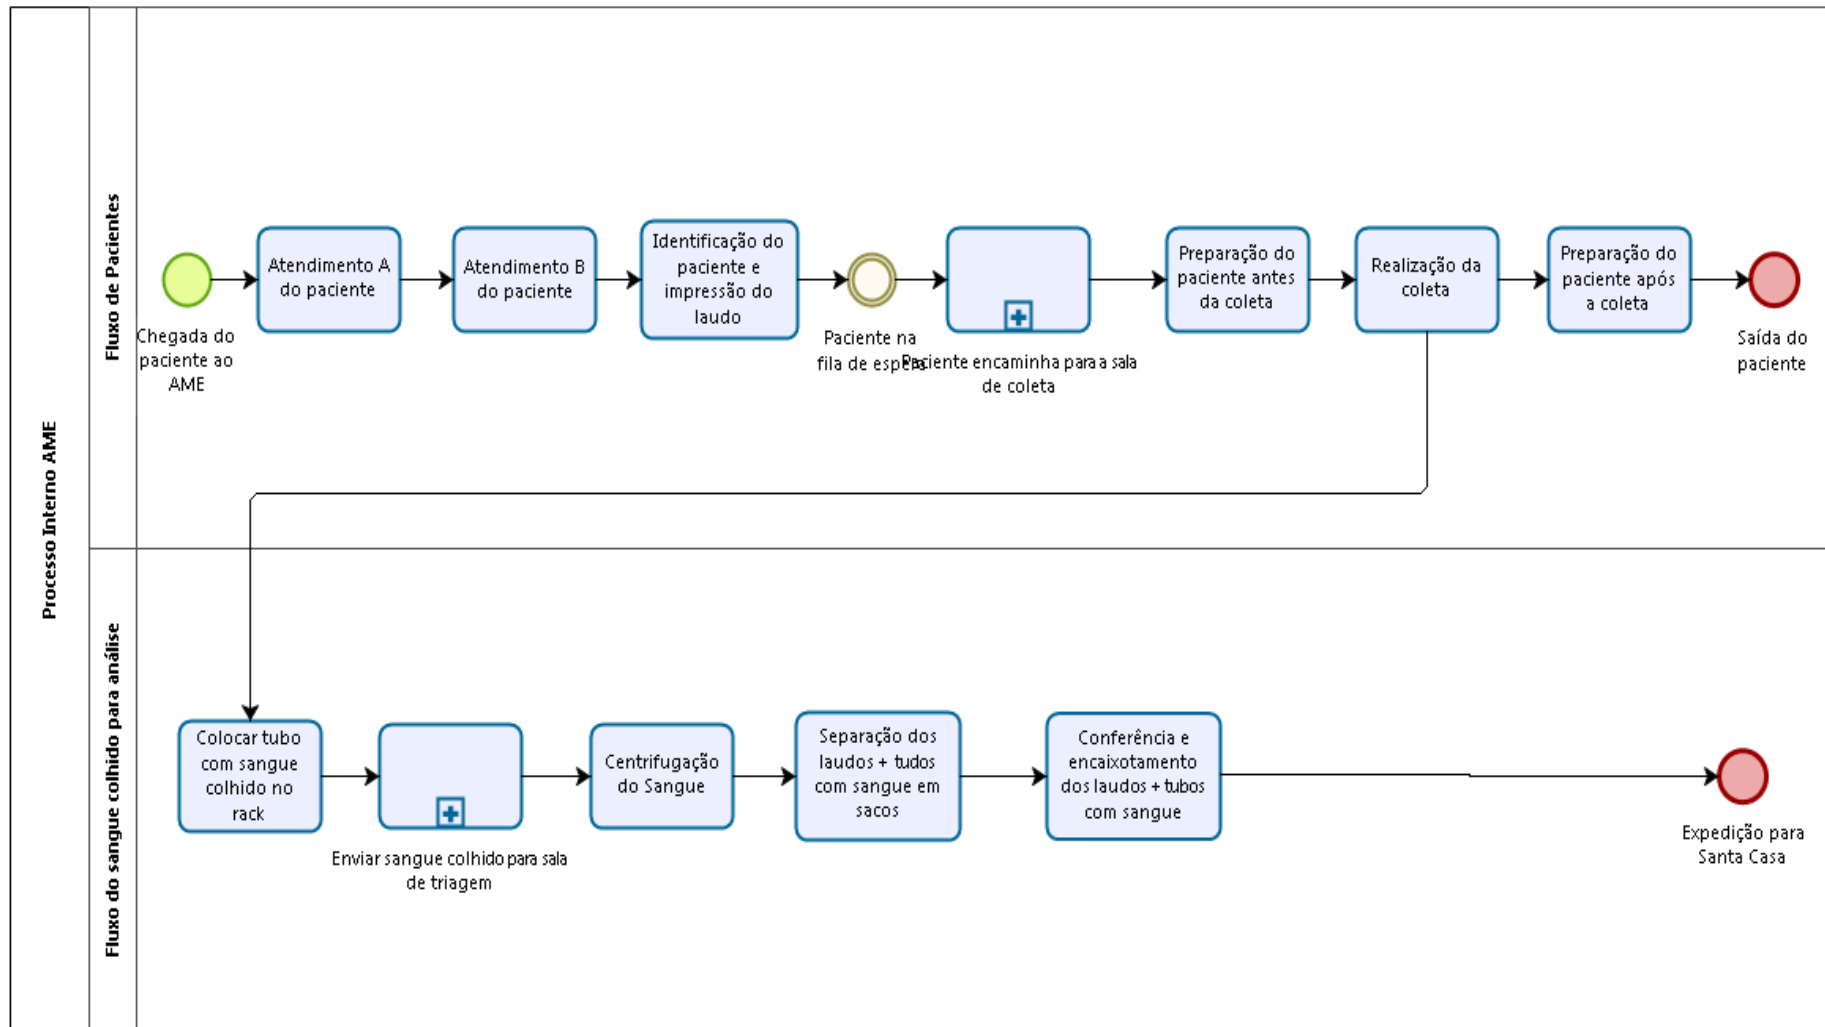 Processo Interno AME
Fluxo de Pacientes
Chegada do
paciente ao
AME
Atendimento A
do paciente
Atendimento B
do paciente
Identificação do
paciente e
impressão do
laudo
Paciente na
fila de espera
Paciente encaminha para a sala
de coleta
Preparação do
paciente antes
da coleta
Realização da
coleta
Preparação do
paciente após
a coleta
Saída do
paciente
Fluxo do sangue colhido para análise
Colocar tubo
com sangue
colhido no
rack
Enviar sangue colhido para sala
de triagem
Centrifugação
do Sangue
Separação dos
laudos + tudos
com sangue em
sacos
Conferência e
encaixotamento
dos laudos + tubos
com sangue
Expedição para
Santa Casa